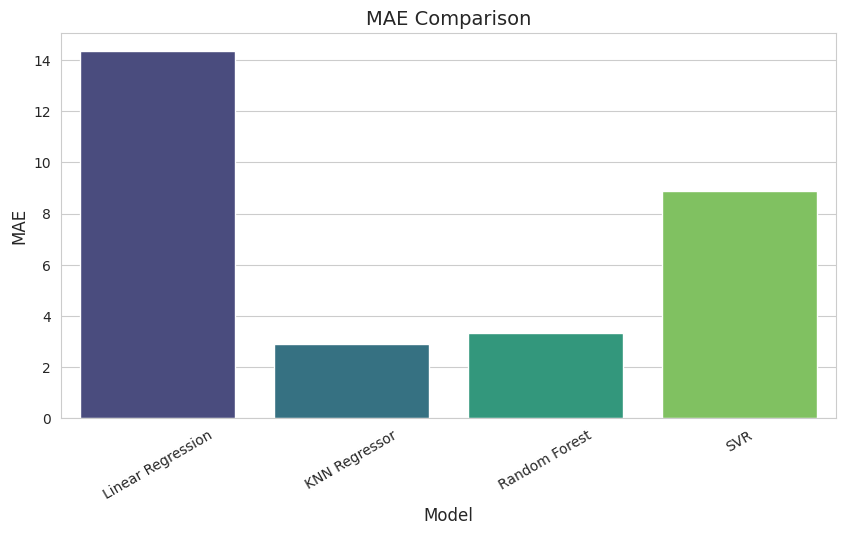 MAE Comparison
14
12
10
8
6
4
2
0
MAE
Linear Regression
KNN Regressor
Random Forest
SVR
Model